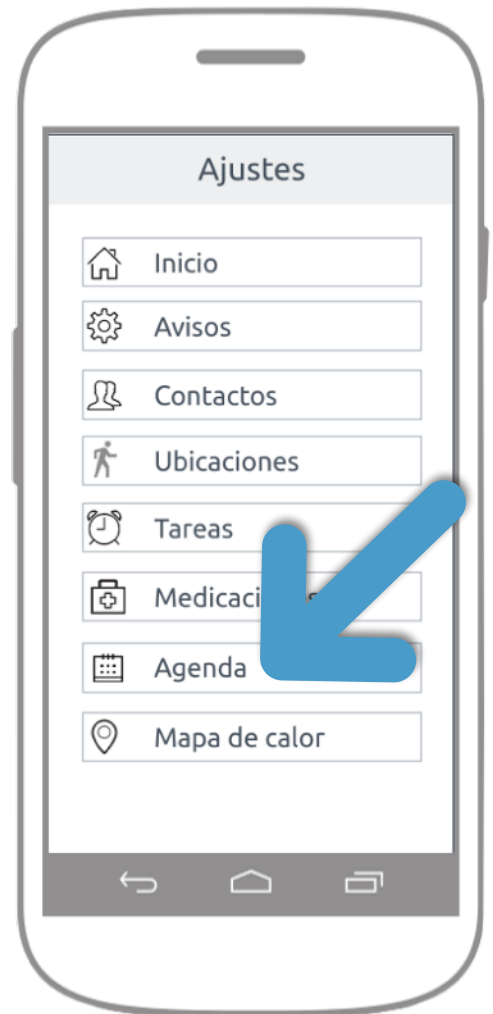 Ajustes
Inicio
Avisos
Contactos
Ubicaciones
Tareas
Agenda
Mapa de calor